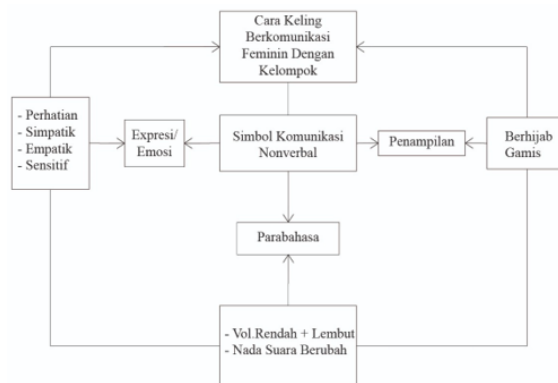 Cara Keling
Berkomunikasi
Feminin Dengan
Kelompok
- Perhatian
- Simpatik
- Empatik
- Sensitif
Expresi/
Emosi
Simbol Komunikasi
Nonverbal
Penampilan
Berhijab
Gamis
Parabahasa
- Vol.Rendah + Lembut
- Nada Suara Berubah